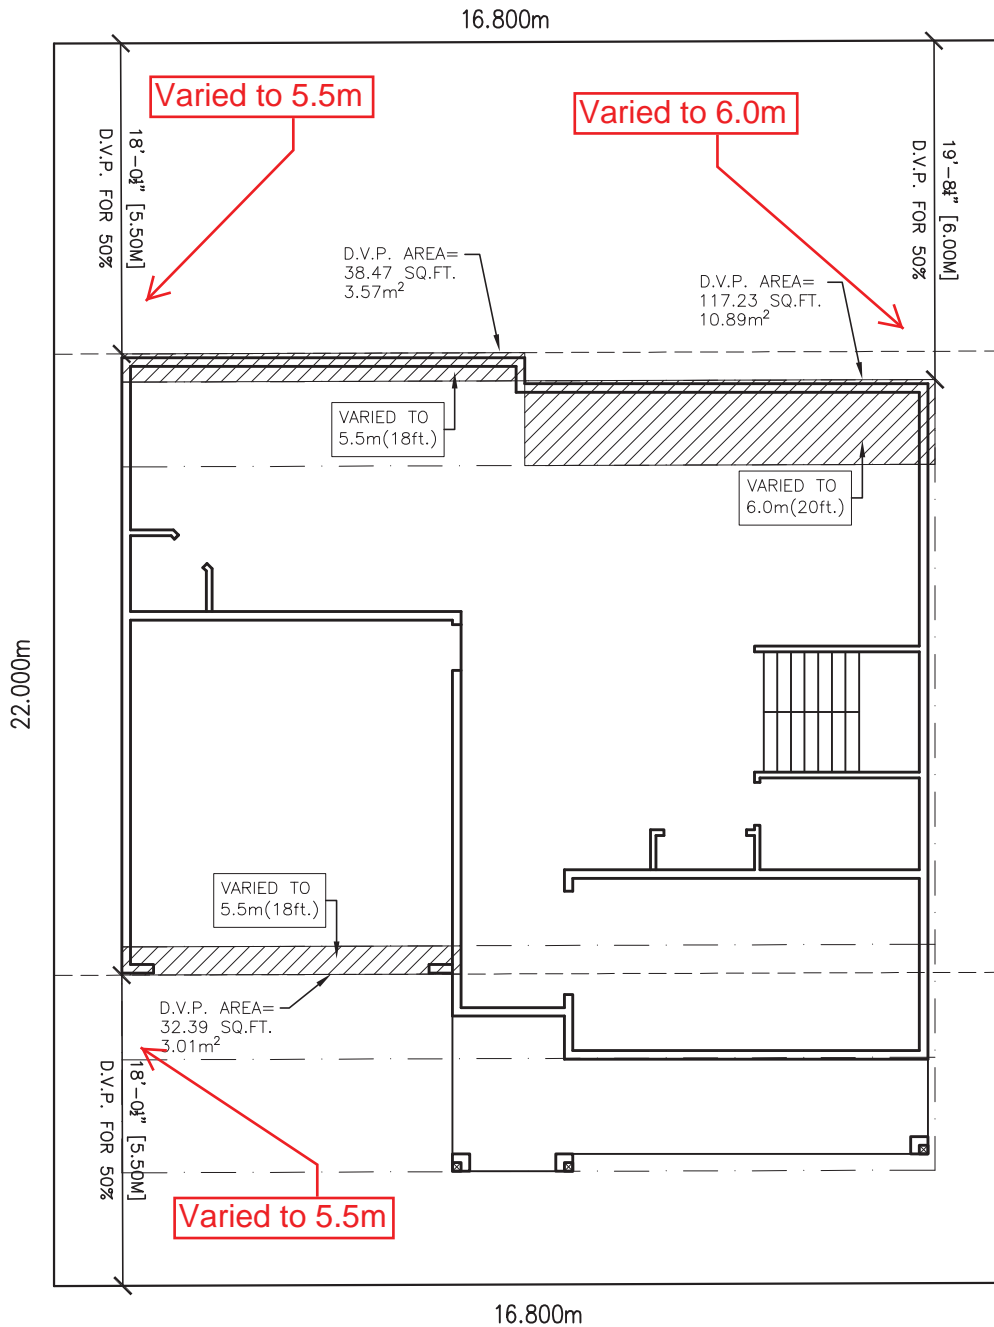 16.800m
Varied to 5.5m
Varied to 6.0m
18'-0½" [5.50M]
D.V.P. FOR 50%
19'-8¼" [6.00M]
D.V.P. FOR 50%
D.V.P. AREA=
38.47 SQ.FT.
3.57m²
D.V.P. AREA=
117.23 SQ.FT.
10.89m²
VARIED TO
5.5m(18ft.)
VARIED TO
6.0m(20ft.)
22.000m
VARIED TO
5.5m(18ft.)
D.V.P. AREA=
32.39 SQ.FT.
3.01m²
18'-0½" [5.50M]
D.V.P. FOR 50%
Varied to 5.5m
16.800m